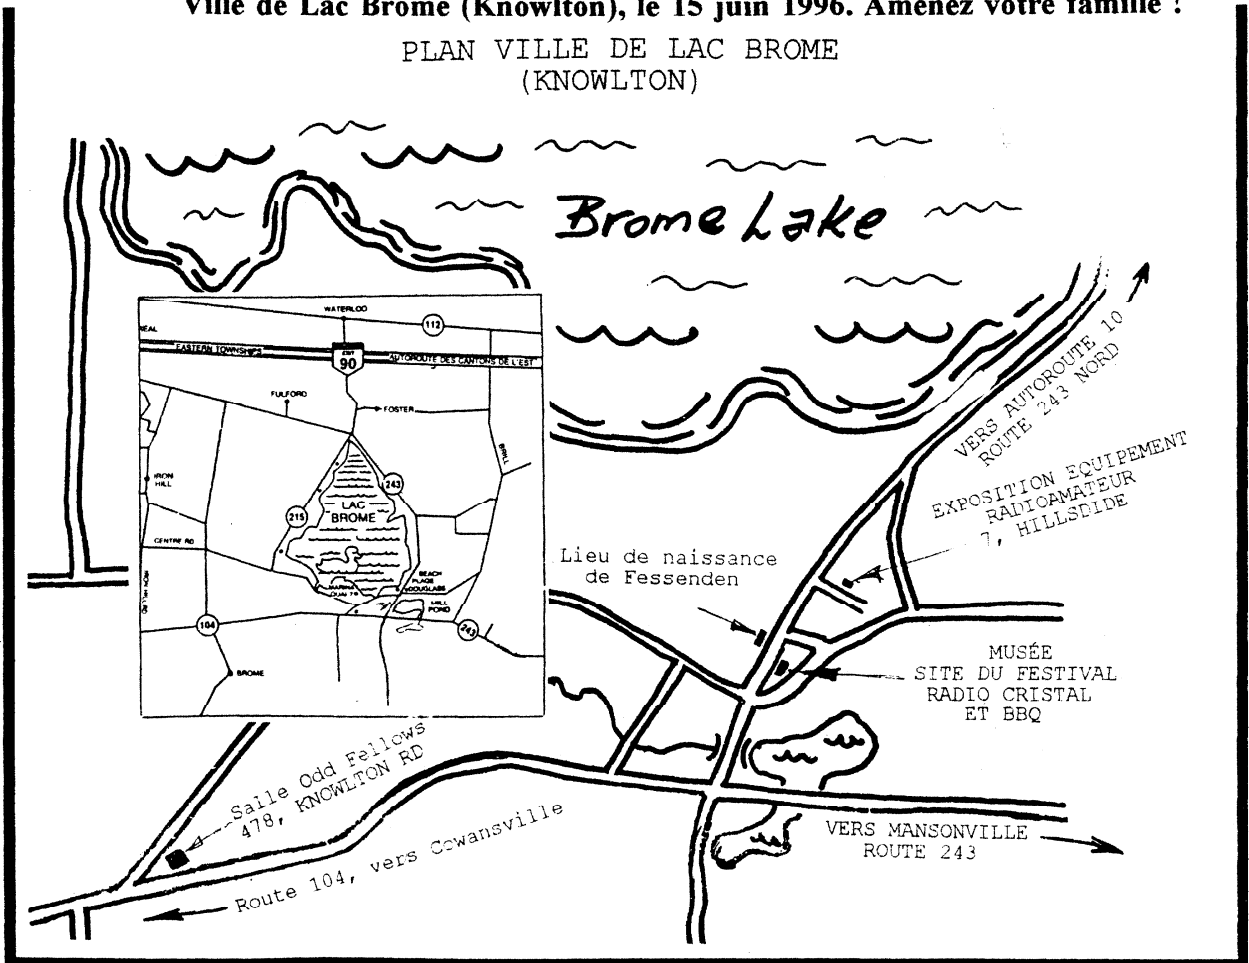 Ville de Lac Brome (Knowlton), le 15 juin 1996. Amenez votre famille !
PLAN VILLE DE LAC BROME
(KNOWLTON)
Brome Lake
WATERLOO
112
EASTERN TOWNSHIPS
EXIT
90
AUTOROUTE DES CANTONS DE L'EST
FULFORD
FOSTER
BRILL
IRON
HILL
243
215
LAC
BROME
CENTRE RD
BEACH
PLAGE
DOUGLASS
MARINA
MILL
POND
104
243
BROME
VERS AUTOROUTE 10
ROUTE 243 NORD
EXPOSITION EQUIPEMENT
RADIOAMATEUR
7, HILLSDIDE
Lieu de naissance
de Fessenden
MUSÉE
SITE DU FESTIVAL
RADIO CRISTAL
ET BBQ
Salle Odd Fellows
478, KNOWLTON RD
Route 104, vers Cowansville
VERS MANSONVILLE
ROUTE 243